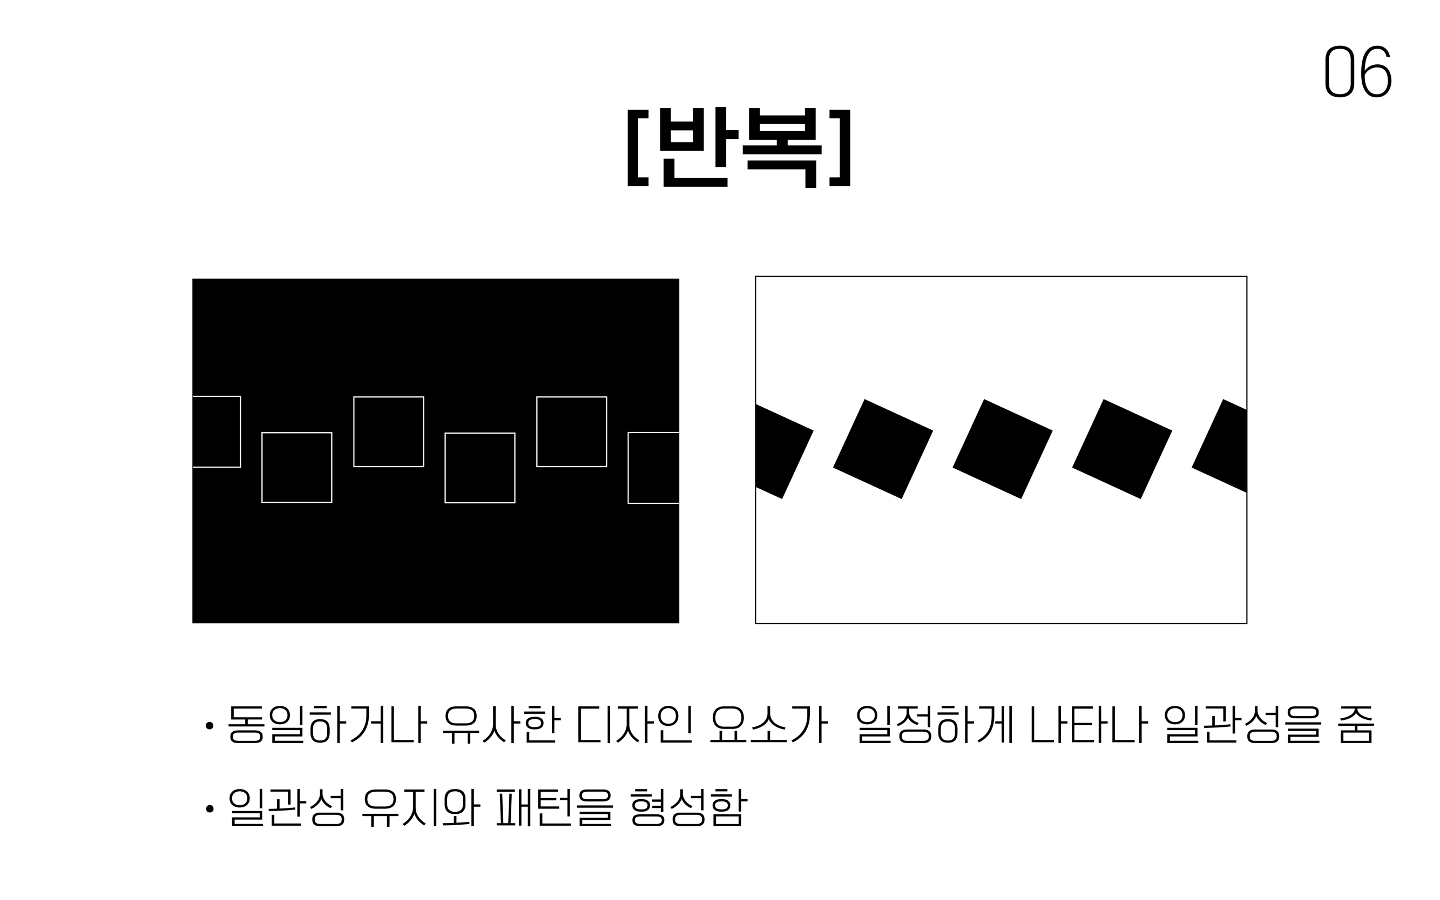 06
[반복]
• 동일하거나 유사한 디자인 요소가  일정하게 나타나 일관성을 줌
• 일관성 유지와 패턴을 형성함